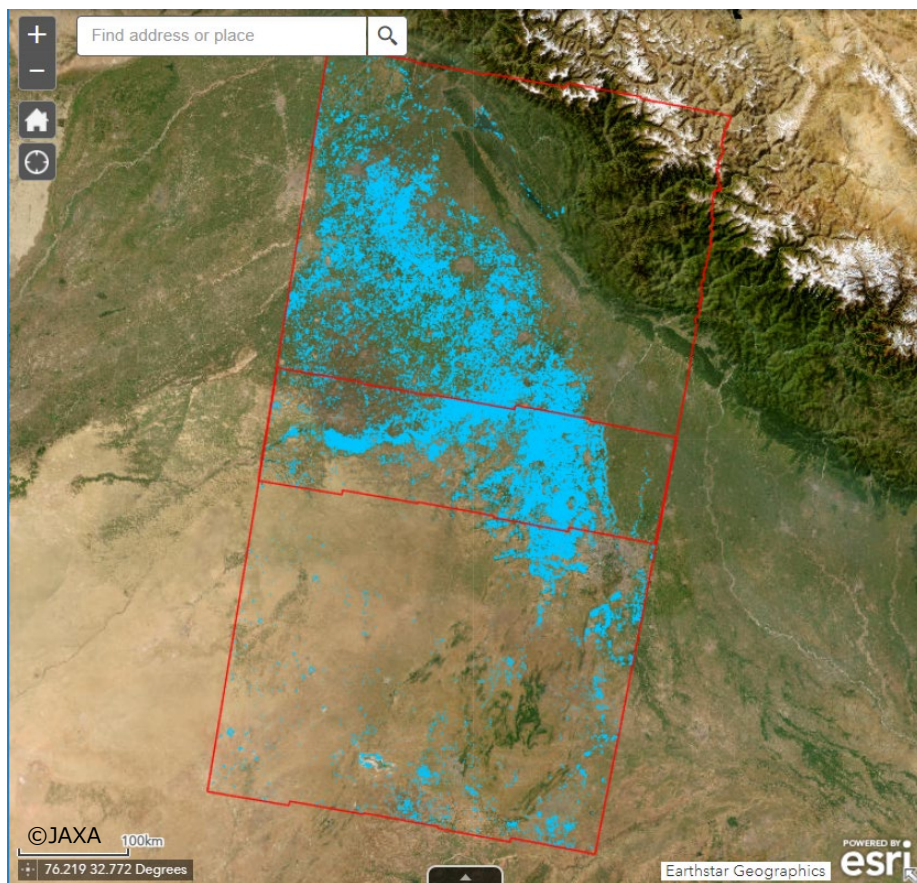 +
Find address or place
−
©JAXA
100km
76.219 32.772 Degrees
Earthstar Geographics
POWERED BY
esri